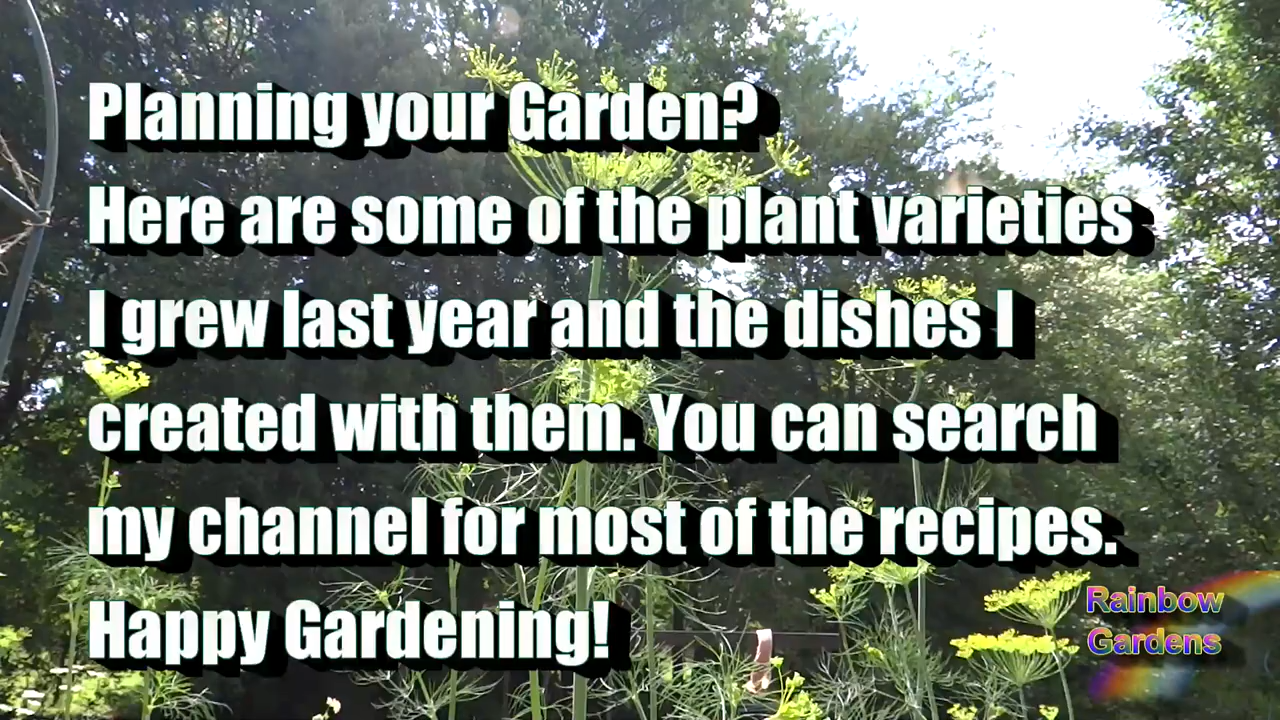 Planning your Garden?
Here are some of the plant varieties
I grew last year and the dishes I
created with them. You can search
my channel for most of the recipes.
Happy Gardening!
Rainbow
Gardens